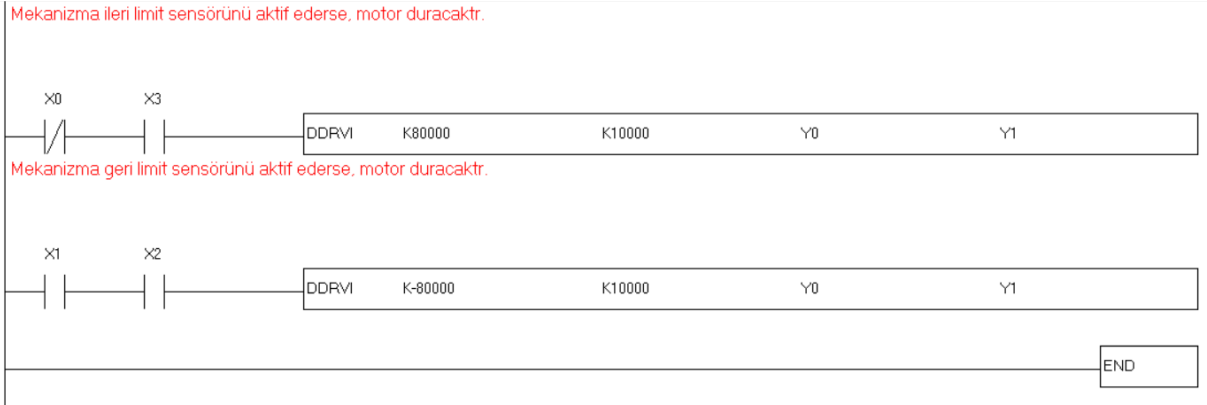 Mekanizma ileri limit sensörünü aktif ederse, motor duracaktr.
X0 X3
DDRVI K80000 K10000 Y0 Y1
Mekanizma geri limit sensörünü aktif ederse, motor duracaktr.
X1 X2
DDRVI K-80000 K10000 Y0 Y1
END